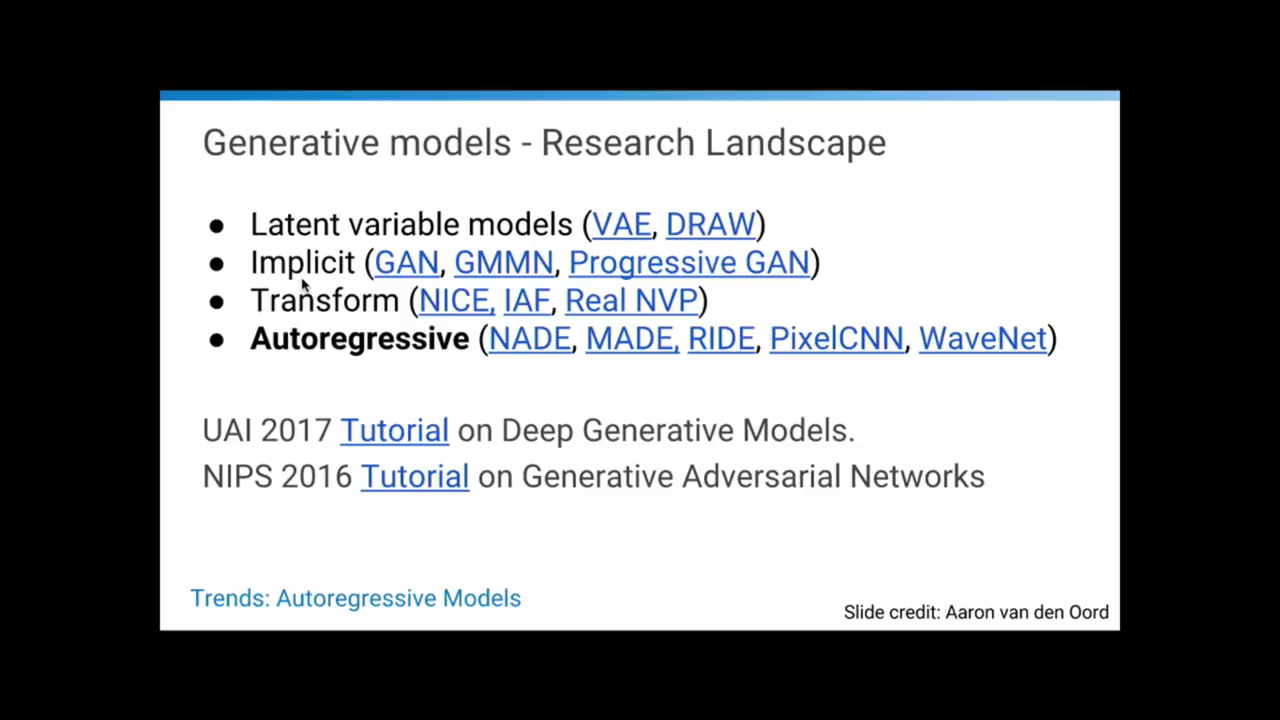 Generative models - Research Landscape
● Latent variable models (VAE, DRAW)
● Implicit (GAN, GMMN, Progressive GAN)
● Transform (NICE, IAF, Real NVP)
● Autoregressive (NADE, MADE, RIDE, PixelCNN, WaveNet)
UAI 2017 Tutorial on Deep Generative Models.
NIPS 2016 Tutorial on Generative Adversarial Networks
Trends: Autoregressive Models
Slide credit: Aaron van den Oord